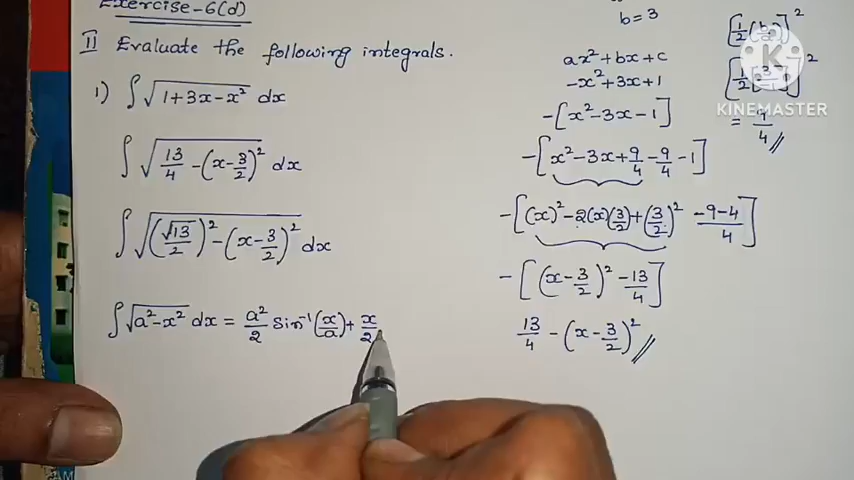 Exercise-6(d)
II Evaluate the following integrals.
1) ∫√(1+3x-x²) dx
∫√(13/4 -(x-3/2)²) dx
∫√((√13/2)²-(x-3/2)²) dx
∫√(a²-x²) dx = a²/2 Sin⁻¹(x/a)+ x/2
b=3
ax²+bx+c
-x²+3x+1
-[x²-3x-1]
-[x²-3x+9/4-9/4-1]
-[(x)²-2(x)(3/2)+(3/2)² (-9-4)/4]
-[(x-3/2)²-13/4]
13/4 -(x-3/2)²//
= 9/4 //
KINEMASTER